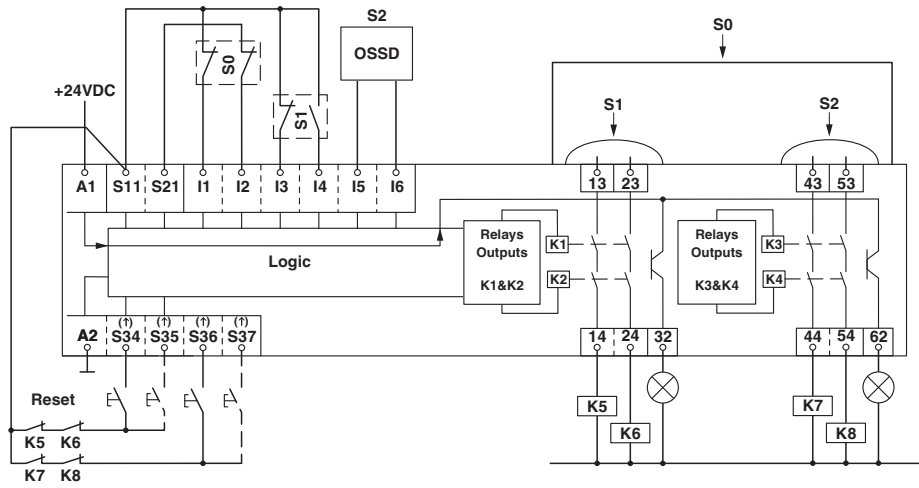 S2
OSSD
S0
S1
+24VDC
S0
S1
S2
A1 S11 S21 I1 I2 I3 I4 I5 I6
13 23
43 53
Logic
Relays
Outputs
K1&K2
K1
K2
Relays
Outputs
K3&K4
K3
K4
(↑) (↑) (↑) (↑)
A2 S34 S35 S36 S37
14 24 32
44 54 62
Reset
K5 K6
K7 K8
K5
K6
K7
K8